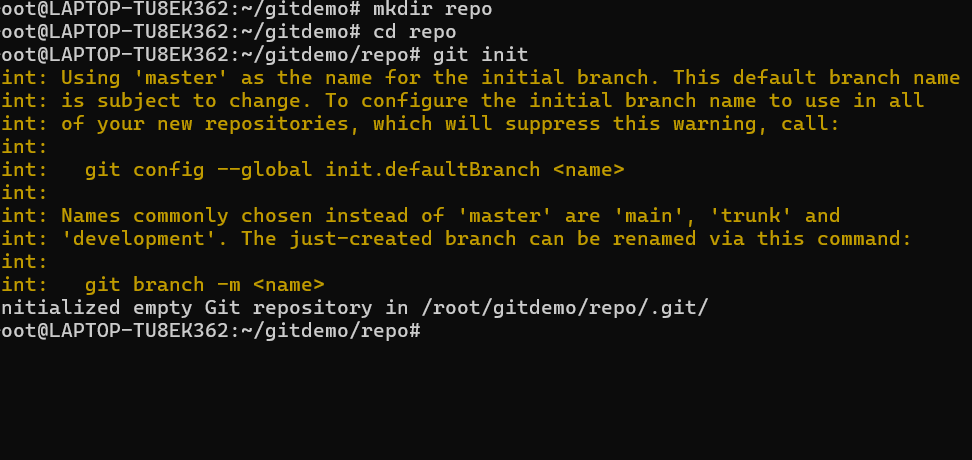 oot@LAPTOP-TU8EK362:~/gitdemo# mkdir repo
oot@LAPTOP-TU8EK362:~/gitdemo# cd repo
oot@LAPTOP-TU8EK362:~/gitdemo/repo# git init
int: Using 'master' as the name for the initial branch. This default branch name
int: is subject to change. To configure the initial branch name to use in all
int: of your new repositories, which will suppress this warning, call:
int:
int:   git config --global init.defaultBranch <name>
int:
int: Names commonly chosen instead of 'master' are 'main', 'trunk' and
int: 'development'. The just-created branch can be renamed via this command:
int:
int:   git branch -m <name>
nitialized empty Git repository in /root/gitdemo/repo/.git/
oot@LAPTOP-TU8EK362:~/gitdemo/repo#